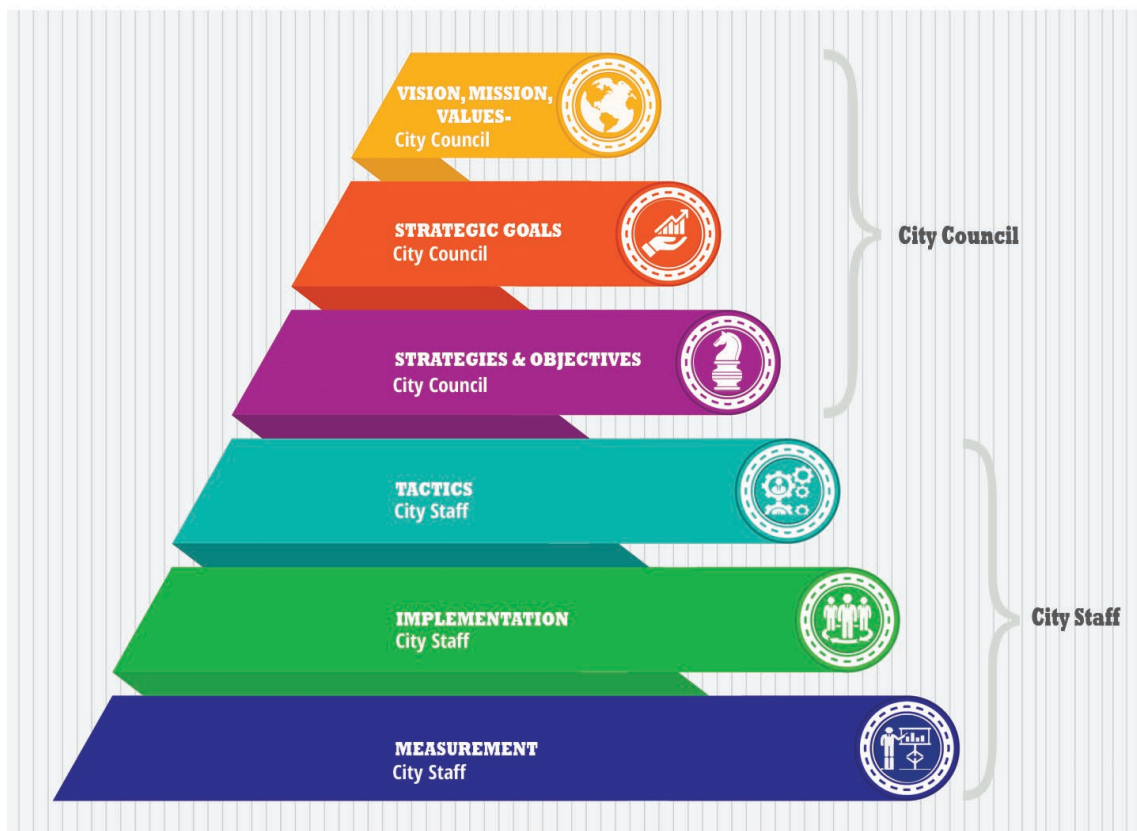 VISION, MISSION,
VALUES-
City Council
STRATEGIC GOALS
City Council
City Council
STRATEGIES & OBJECTIVES
City Council
TACTICS
City Staff
IMPLEMENTATION
City Staff
City Staff
MEASUREMENT
City Staff